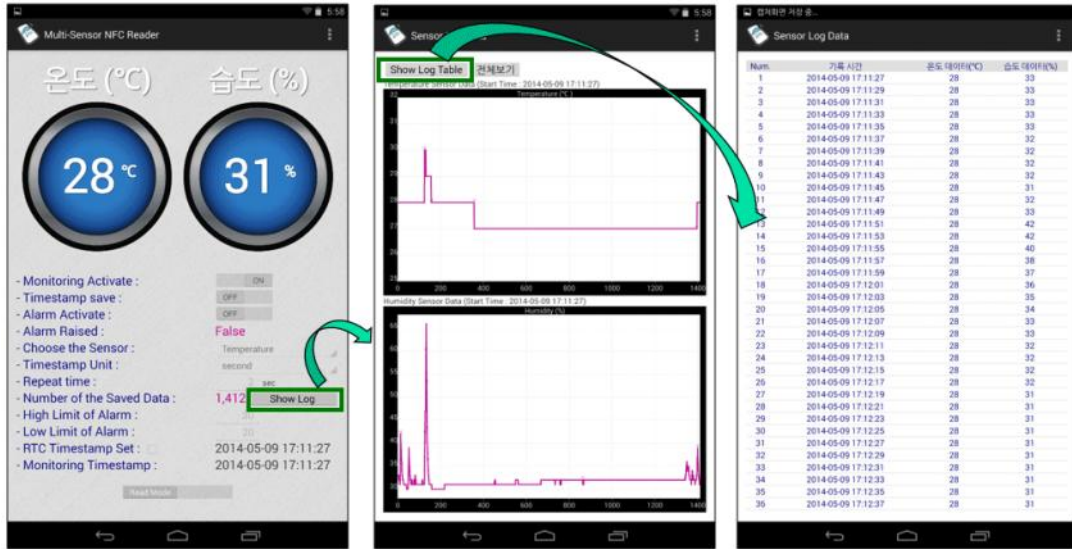 5:58
Multi-Sensor NFC Reader
온도 (℃) 습도 (%)
28 ℃ 31 %
- Monitoring Activate : ON
- Timestamp save : OFF
- Alarm Activate : OFF
- Alarm Raised : False
- Choose the Sensor : Temperature
- Timestamp Unit : second
- Repeat time : sec
- Number of the Saved Data : 1,412 Show Log
- High Limit of Alarm :
- Low Limit of Alarm : 20
- RTC Timestamp Set : 2014-05-09 17:11:27
- Monitoring Timestamp : 2014-05-09 17:11:27
Read Mode
5:58
Show Log Table 전체보기
Temperature Sensor Data (Start Time : 2014-05-09 17:11:27)
Temperature (℃ )
32
31
30
29
28
27
26
25
0 200 400 600 800 1000 1200 1400
Humidity Sensor Data (Start Time : 2014-05-09 17:11:27)
Humidity (%)
55
50
45
35
30
0 200 400 600 800 1000 1200 1400
캡쳐화면 저장 중...
Sensor Log Data
Num. 기록 시간 온도 데이터(℃) 습도 데이터(%)
1 2014-05-09 17:11:27 28 33
2 2014-05-09 17:11:29 28 33
3 2014-05-09 17:11:31 28 33
4 2014-05-09 17:11:33 28 33
5 2014-05-09 17:11:35 28 33
6 2014-05-09 17:11:37 28 32
7 2014-05-09 17:11:39 28 32
8 2014-05-09 17:11:41 28 32
9 2014-05-09 17:11:43 28 32
10 2014-05-09 17:11:45 28 31
11 2014-05-09 17:11:47 28 32
12 2014-05-09 17:11:49 28 33
13 2014-05-09 17:11:51 28 42
14 2014-05-09 17:11:53 28 42
15 2014-05-09 17:11:55 28 40
16 2014-05-09 17:11:57 28 38
17 2014-05-09 17:11:59 28 37
18 2014-05-09 17:12:01 28 36
19 2014-05-09 17:12:03 28 35
20 2014-05-09 17:12:05 28 34
21 2014-05-09 17:12:07 28 33
22 2014-05-09 17:12:09 28 33
23 2014-05-09 17:12:11 28 32
24 2014-05-09 17:12:13 28 32
25 2014-05-09 17:12:15 28 32
26 2014-05-09 17:12:17 28 32
27 2014-05-09 17:12:19 28 31
28 2014-05-09 17:12:21 28 31
29 2014-05-09 17:12:23 28 31
30 2014-05-09 17:12:25 28 31
31 2014-05-09 17:12:27 28 31
32 2014-05-09 17:12:29 28 31
33 2014-05-09 17:12:31 28 31
34 2014-05-09 17:12:33 28 31
35 2014-05-09 17:12:35 28 31
36 2014-05-09 17:12:37 28 31